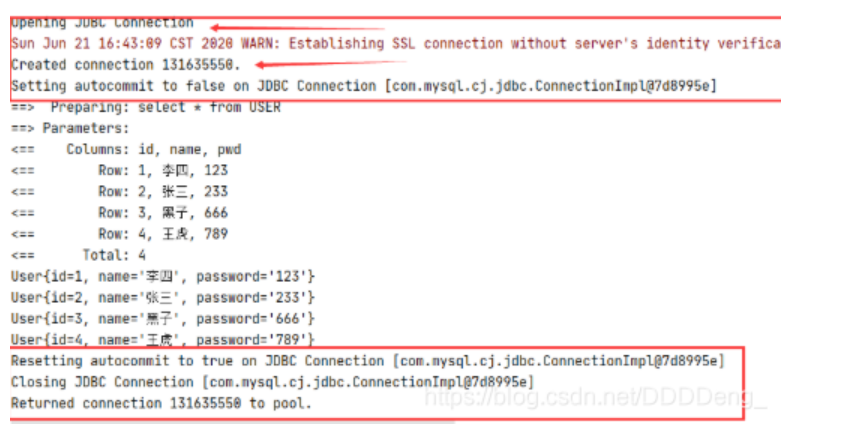 Opening JDBC Connection
Sun Jun 21 16:43:09 CST 2020 WARN: Establishing SSL connection without server's identity verifica
Created connection 131635550.
Setting autocommit to false on JDBC Connection [com.mysql.cj.jdbc.ConnectionImpl@7d8995e]
==>  Preparing: select * from USER
==> Parameters:
<==    Columns: id, name, pwd
<==        Row: 1, 李四, 123
<==        Row: 2, 张三, 233
<==        Row: 3, 黑子, 666
<==        Row: 4, 王虎, 789
<==      Total: 4
User{id=1, name='李四', password='123'}
User{id=2, name='张三', password='233'}
User{id=3, name='黑子', password='666'}
User{id=4, name='王虎', password='789'}
Resetting autocommit to true on JDBC Connection [com.mysql.cj.jdbc.ConnectionImpl@7d8995e]
Closing JDBC Connection [com.mysql.cj.jdbc.ConnectionImpl@7d8995e]
Returned connection 131635550 to pool.
https://blog.csdn.net/DDDDeng_